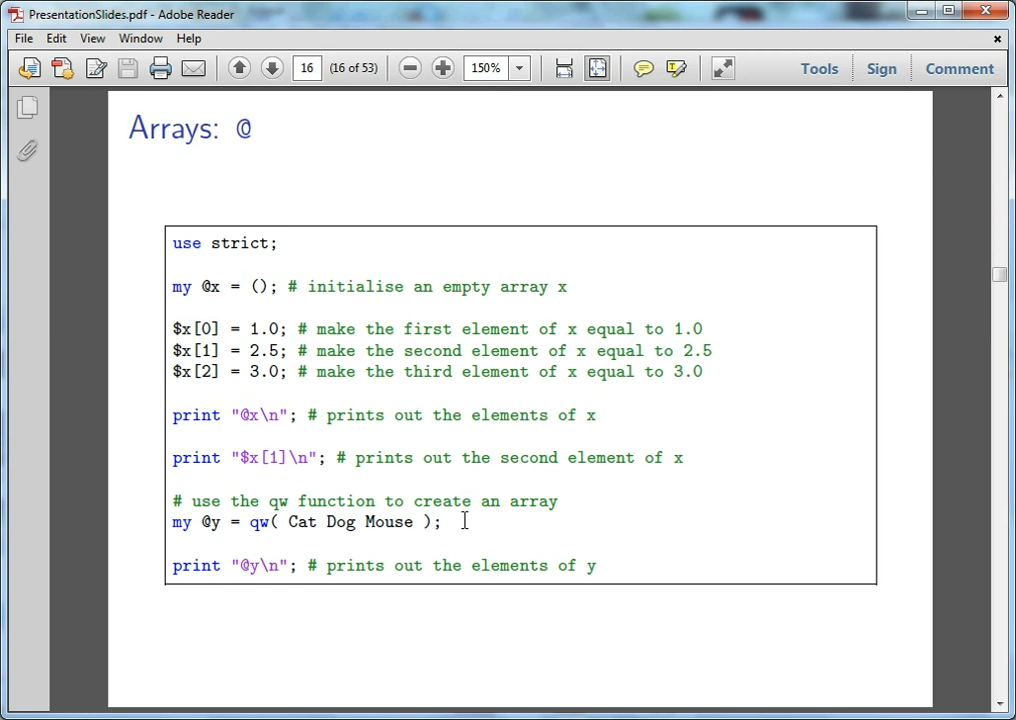 PresentationSlides.pdf - Adobe Reader
File Edit View Window Help
16 (16 of 53) 150% Tools Sign Comment
Arrays: @
use strict;
my @x = (); # initialise an empty array x
$x[0] = 1.0; # make the first element of x equal to 1.0
$x[1] = 2.5; # make the second element of x equal to 2.5
$x[2] = 3.0; # make the third element of x equal to 3.0
print "@x\n"; # prints out the elements of x
print "$x[1]\n"; # prints out the second element of x
# use the qw function to create an array
my @y = qw( Cat Dog Mouse );
print "@y\n"; # prints out the elements of y